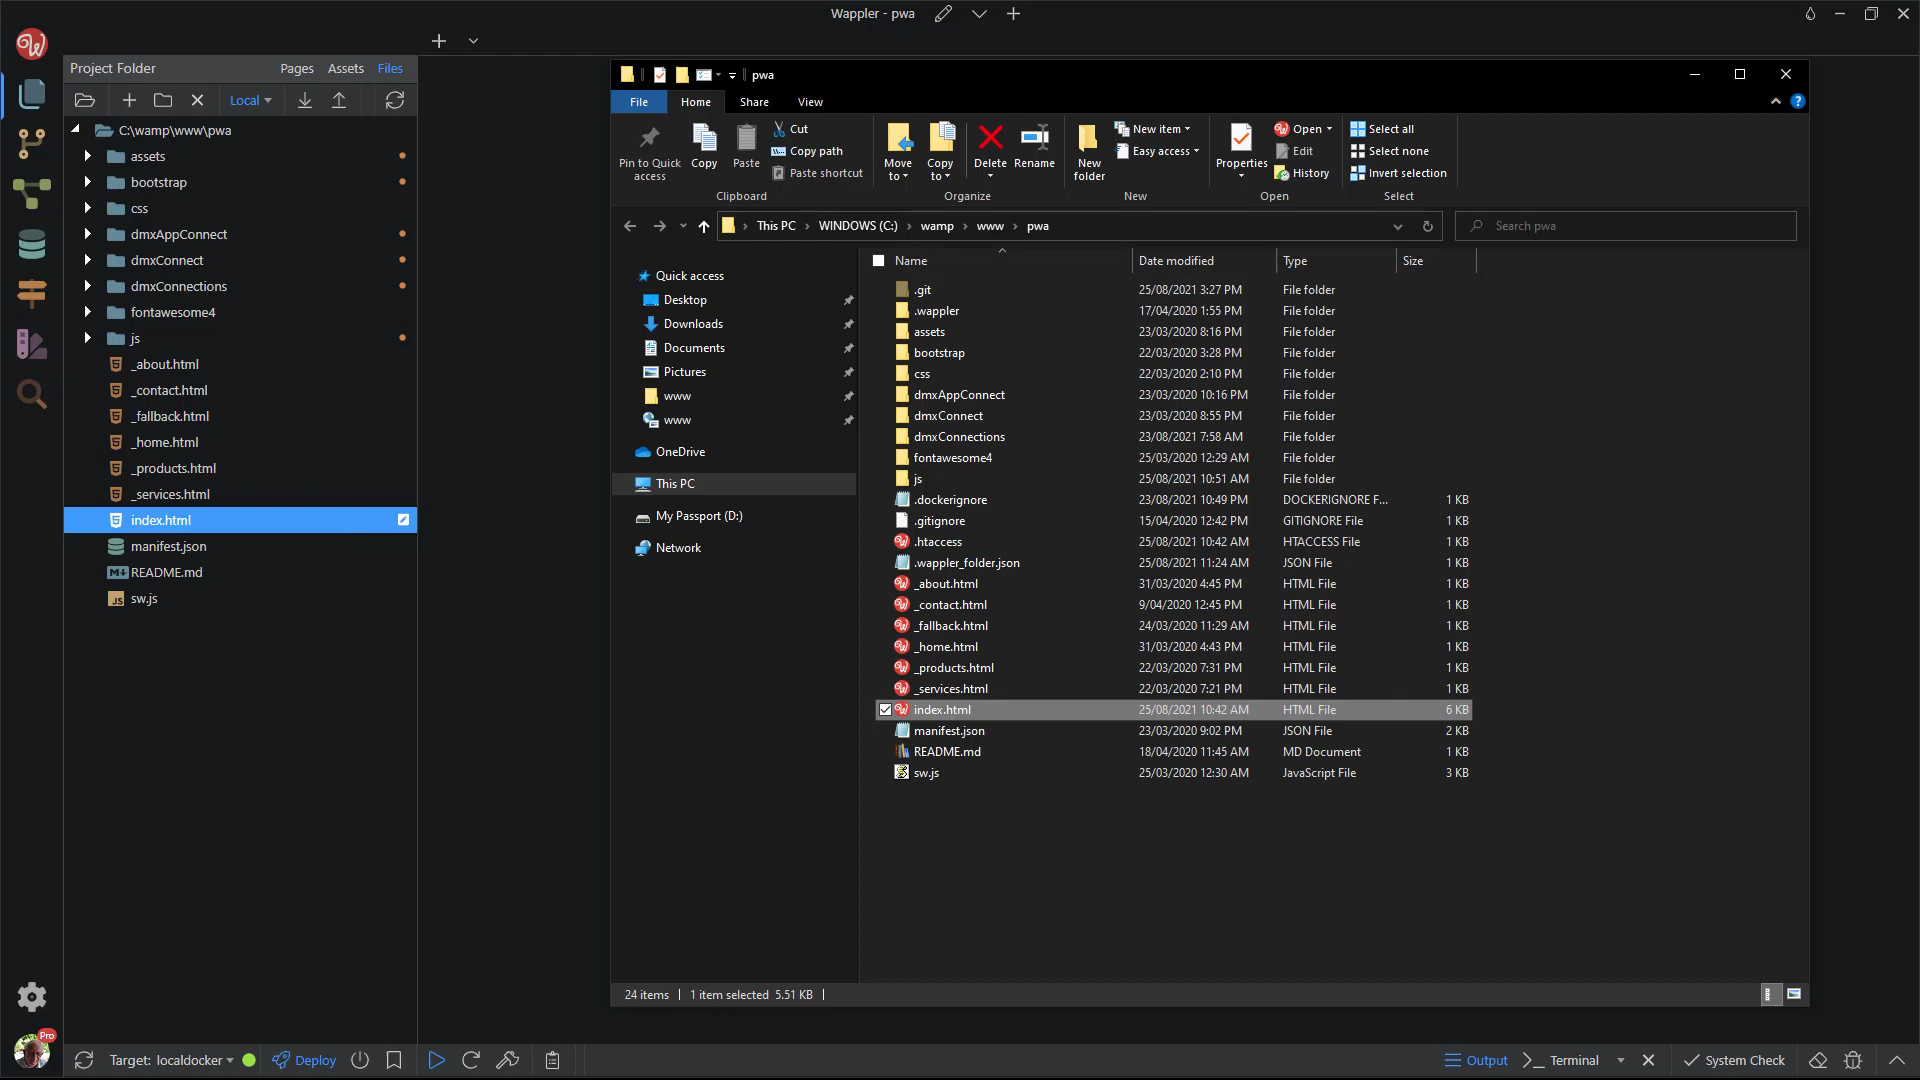 Wappler - pwa
Project Folder
Pages Assets Files
Local
C:\wamp\www\pwa
assets
bootstrap
css
dmxAppConnect
dmxConnect
dmxConnections
fontawesome4
js
_about.html
_contact.html
_fallback.html
_home.html
_products.html
_services.html
index.html
manifest.json
README.md
sw.js
pwa
File Home Share View
Pin to Quick access
Copy
Paste
Cut
Copy path
Paste shortcut
Clipboard
Move to
Copy to
Delete
Rename
Organize
New folder
New item
Easy access
New
Properties
Open
Edit
History
Open
Select all
Select none
Invert selection
Select
This PC › WINDOWS (C:) › wamp › www › pwa
Search pwa
Quick access
Desktop
Downloads
Documents
Pictures
www
www
OneDrive
This PC
My Passport (D:)
Network
Name Date modified Type Size
.git 25/08/2021 3:27 PM File folder
.wappler 17/04/2020 1:55 PM File folder
assets 23/03/2020 8:16 PM File folder
bootstrap 22/03/2020 3:28 PM File folder
css 22/03/2020 2:10 PM File folder
dmxAppConnect 23/03/2020 10:16 PM File folder
dmxConnect 23/03/2020 8:55 PM File folder
dmxConnections 23/08/2021 7:58 AM File folder
fontawesome4 25/03/2020 12:29 AM File folder
js 25/08/2021 10:51 AM File folder
.dockerignore 23/08/2021 10:49 PM DOCKERIGNORE F... 1 KB
.gitignore 15/04/2020 12:42 PM GITIGNORE File 1 KB
.htaccess 25/08/2021 10:42 AM HTACCESS File 1 KB
.wappler_folder.json 25/08/2021 11:24 AM JSON File 1 KB
_about.html 31/03/2020 4:45 PM HTML File 1 KB
_contact.html 9/04/2020 12:45 PM HTML File 1 KB
_fallback.html 24/03/2020 11:29 AM HTML File 1 KB
_home.html 31/03/2020 4:43 PM HTML File 1 KB
_products.html 22/03/2020 7:31 PM HTML File 1 KB
_services.html 22/03/2020 7:21 PM HTML File 1 KB
index.html 25/08/2021 10:42 AM HTML File 6 KB
manifest.json 23/03/2020 9:02 PM JSON File 2 KB
README.md 18/04/2020 11:45 AM MD Document 1 KB
sw.js 25/03/2020 12:30 AM JavaScript File 3 KB
24 items 1 item selected 5.51 KB
Pro
Target: localdocker
Deploy
Output
Terminal
System Check